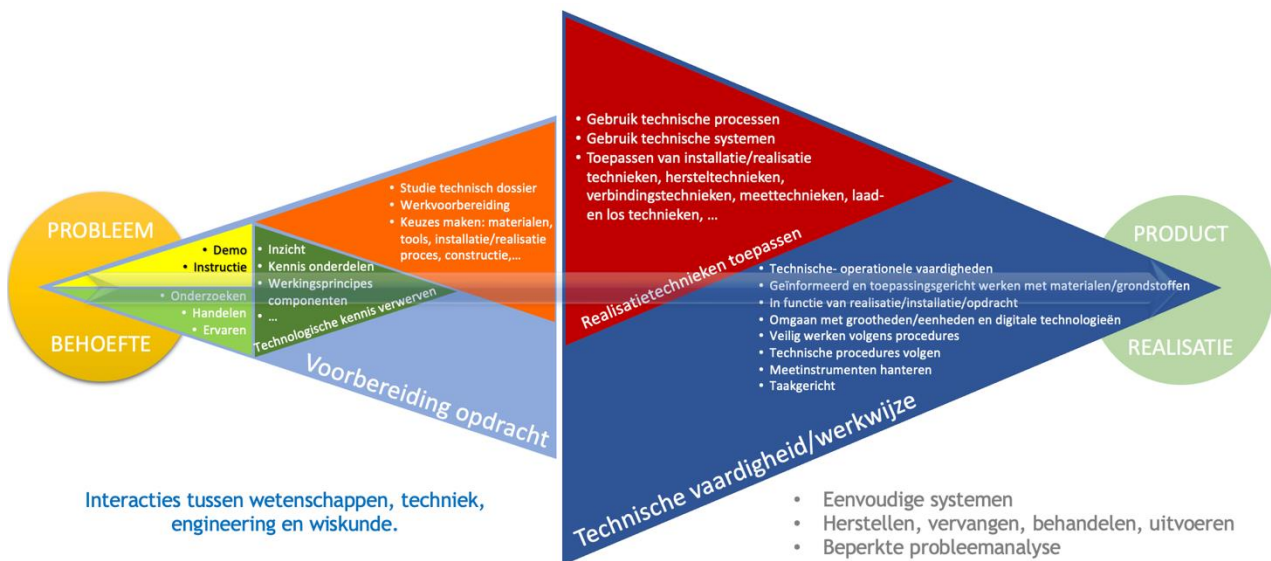 PROBLEEM
BEHOEFTE
• Demo
• Instructie
• Onderzoeken
• Handelen
• Ervaren
• Inzicht
• Kennis onderdelen
• Werkingsprincipes
componenten
• ...
Technologische kennis verwerven
• Studie technisch dossier
• Werkvoorbereiding
• Keuzes maken: materialen,
tools, installatie/realisatie
proces, constructie,...
Voorbereiding opdracht
• Gebruik technische processen
• Gebruik technische systemen
• Toepassen van installatie/realisatie
technieken, hersteltechnieken,
verbindingstechnieken, meettechnieken, laad-
en los technieken, ...
Realisatietechnieken toepassen
• Technische- operationele vaardigheden
• Geïnformeerd en toepassingsgericht werken met materialen/grondstoffen
• In functie van realisatie/installatie/opdracht
• Omgaan met grootheden/eenheden en digitale technologieën
• Veilig werken volgens procedures
• Technische procedures volgen
• Meetinstrumenten hanteren
• Taakgericht
Technische vaardigheid/werkwijze
PRODUCT
REALISATIE
Interacties tussen wetenschappen, techniek,
engineering en wiskunde.
• Eenvoudige systemen
• Herstellen, vervangen, behandelen, uitvoeren
• Beperkte probleemanalyse